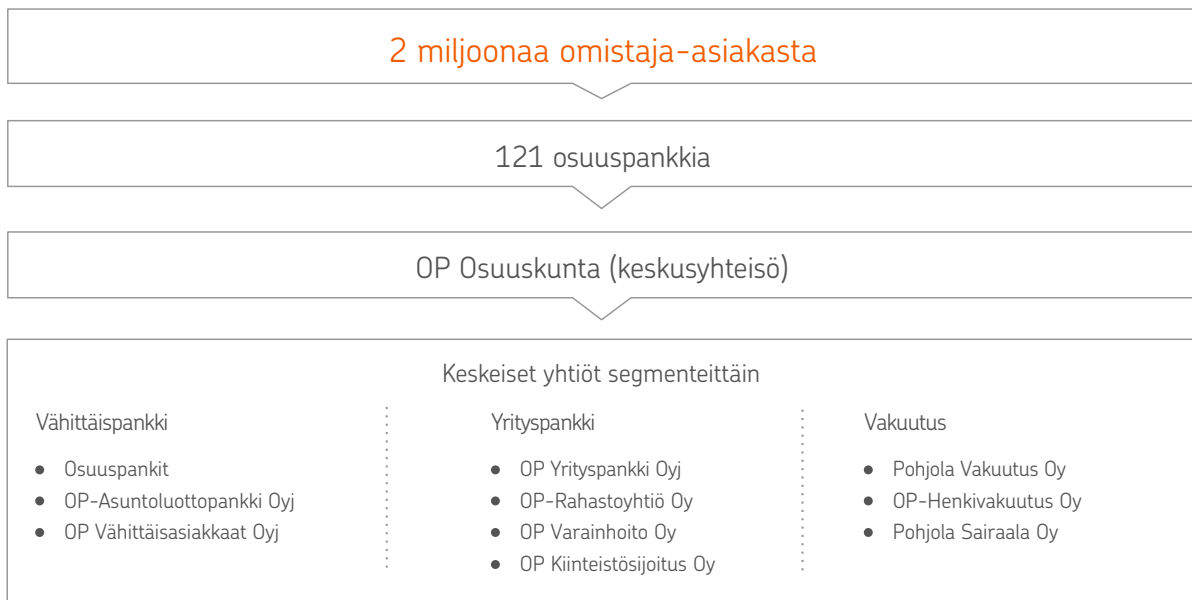 2 miljoonaa omistaja-asiakasta
121 osuuspankkia
OP Osuuskunta (keskusyhteisö)
Keskeiset yhtiöt segmenteittäin
Vähittäispankki
• Osuuspankit
• OP-Asuntoluottopankki Oyj
• OP Vähittäisasiakkaat Oyj
Yrityspankki
• OP Yrityspankki Oyj
• OP-Rahastoyhtiö Oy
• OP Varainhoito Oy
• OP Kiinteistösijoitus Oy
Vakuutus
• Pohjola Vakuutus Oy
• OP-Henkivakuutus Oy
• Pohjola Sairaala Oy